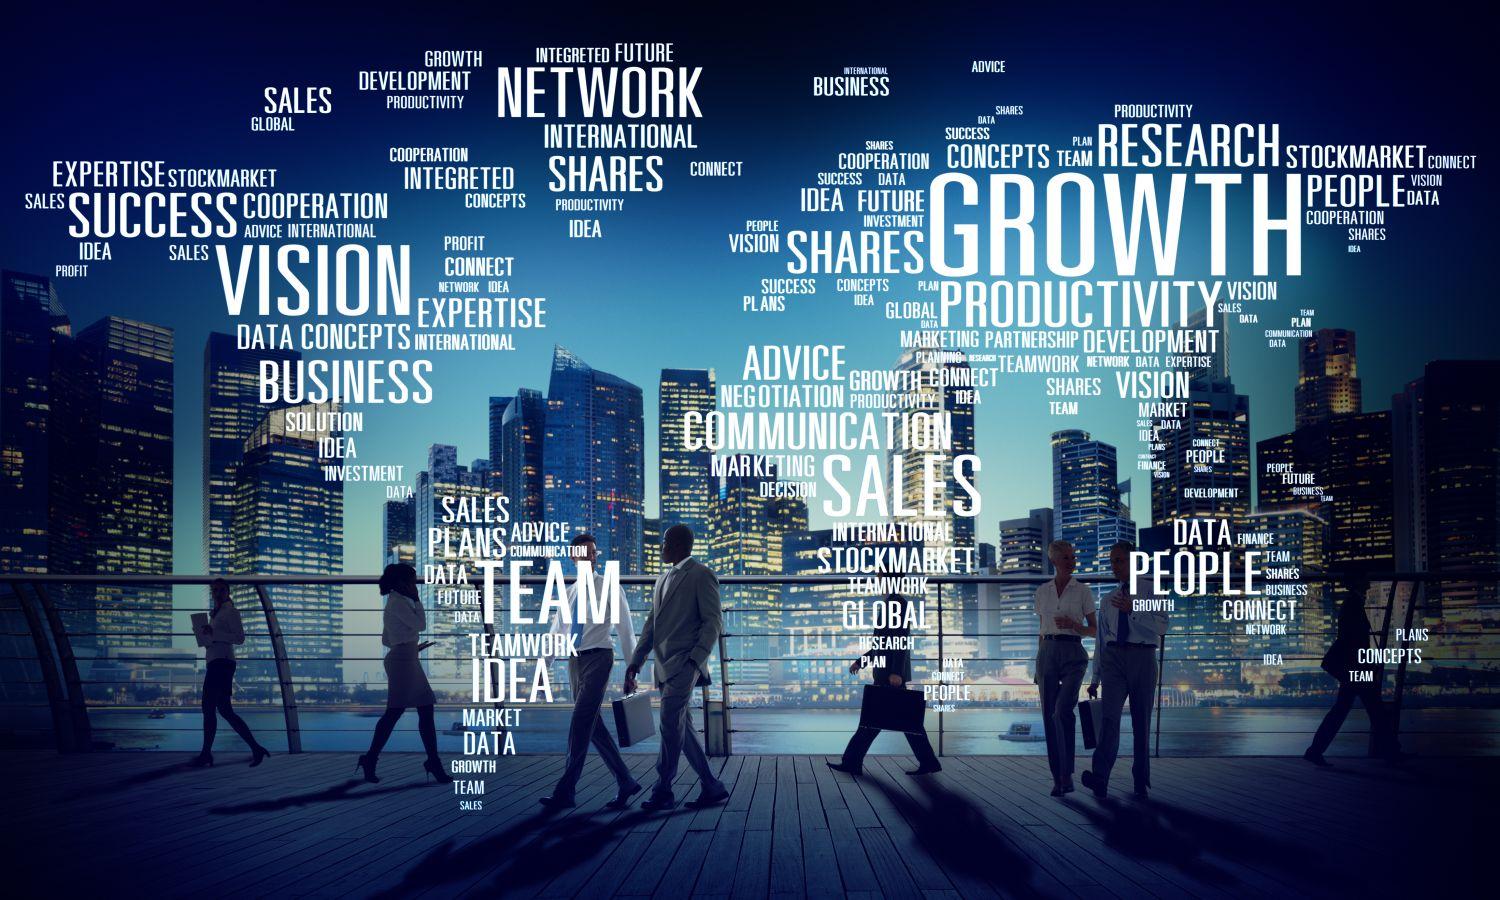 GROWTH
DEVELOPMENT
PRODUCTIVITY
SALES
GLOBAL
INTEGRETED FUTURE
NETWORK
INTERNATIONAL
SHARES
CONNECT
PRODUCTIVITY
IDEA
COOPERATION
INTEGRETED
CONCEPTS
EXPERTISE STOCKMARKET
SALES SUCCESS COOPERATION
ADVICE INTERNATIONAL
IDEA SALES
PROFIT
VISION
PROFIT
CONNECT
NETWORK IDEA
EXPERTISE
DATA CONCEPTS INTERNATIONAL
BUSINESS
SOLUTION
IDEA
INVESTMENT
DATA
SALES
PLANS ADVICE
COMMUNICATION
DATA TEAM
FUTURE
DATA
TEAMWORK
IDEA
MARKET
DATA
GROWTH
TEAM
SALES
INTERNATIONAL
BUSINESS
ADVICE
SHARES
DATA
SUCCESS
PRODUCTIVITY
SHARES
COOPERATION
SUCCESS DATA
CONCEPTS
PLAN
TEAM RESEARCH STOCKMARKET CONNECT
IDEA FUTURE
INVESTMENT
GROWTH
PEOPLE VISION
DATA
COOPERATION
SHARES
IDEA
PEOPLE
VISION SHARES
SUCCESS CONCEPTS PLAN
PLANS IDEA
GLOBAL
DATA
PRODUCTIVITY VISION
SALES
DATA
TEAM
PLAN
COMMUNICATION
DATA
MARKETING PARTNERSHIP DEVELOPMENT
PLANNING RESEARCH TEAMWORK NETWORK DATA EXPERTISE
ADVICE
GROWTH CONNECT
NEGOTIATION PRODUCTIVITY IDEA
SHARES VISION
TEAM MARKET
SALES DATA
IDEA
PLANS
CONTRACT
FINANCE
VISION
CONNECT
PEOPLE
SHARES
DEVELOPMENT
PEOPLE
FUTURE
BUSINESS
TEAM
COMMUNICATION
MARKETING
DECISION SALES
INTERNATIONAL
STOCKMARKET
TEAMWORK
GLOBAL
RESEARCH
PLAN
DATA
CONNECT
PEOPLE
SHARES
DATA FINANCE
PEOPLE TEAM
SHARES
BUSINESS
GROWTH CONNECT
NETWORK
IDEA
PLANS
CONCEPTS
TEAM